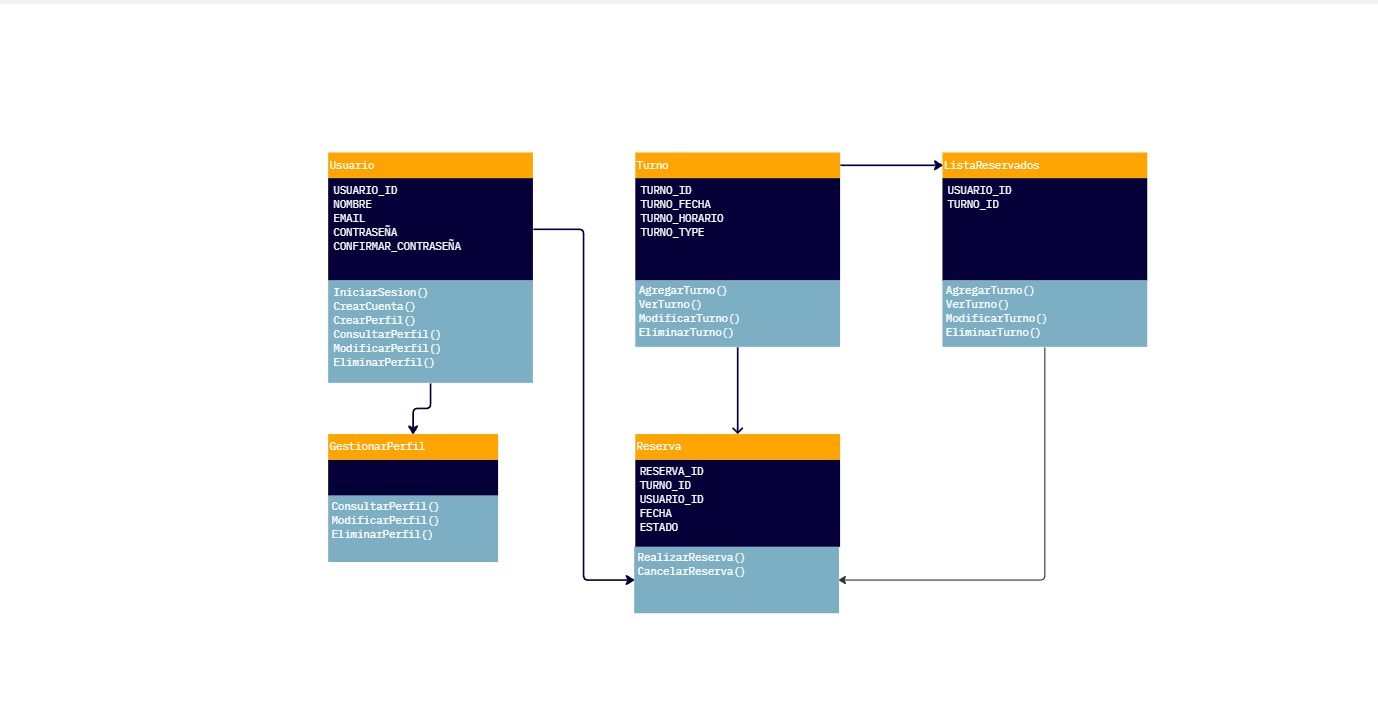 Usuario
USUARIO_ID
NOMBRE
EMAIL
CONTRASEÑA
CONFIRMAR_CONTRASEÑA
IniciarSesion()
CrearCuenta()
CrearPerfil()
ConsultarPerfil()
ModificarPerfil()
EliminarPerfil()
Turno
TURNO_ID
TURNO_FECHA
TURNO_HORARIO
TURNO_TYPE
AgregarTurno()
VerTurno()
ModificarTurno()
EliminarTurno()
ListaReservados
USUARIO_ID
TURNO_ID
AgregarTurno()
VerTurno()
ModificarTurno()
EliminarTurno()
GestionarPerfil
ConsultarPerfil()
ModificarPerfil()
EliminarPerfil()
Reserva
RESERVA_ID
TURNO_ID
USUARIO_ID
FECHA
ESTADO
RealizarReserva()
CancelarReserva()